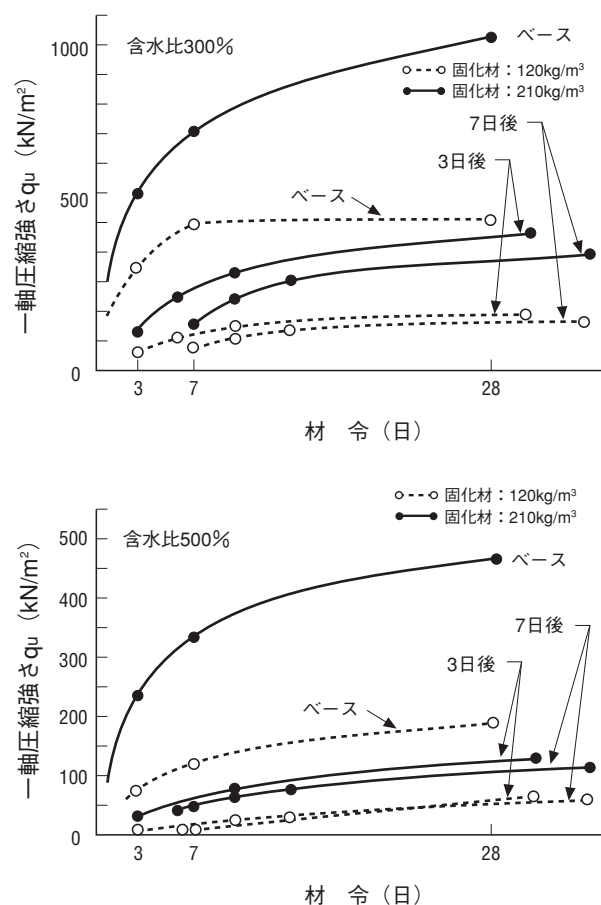 1000
含水比300％
ベース
固化材：120kg/m³
固化材：210kg/m³
7日後
3日後
500
ベース
一軸圧縮強さqu（kN/m²）
0
3
7
28
材　令（日）
固化材：120kg/m³
固化材：210kg/m³
550
含水比500％
ベース
400
7日後
300
3日後
ベース
200
100
一軸圧縮強さqu（kN/m²）
0
3
7
28
材　令（日）